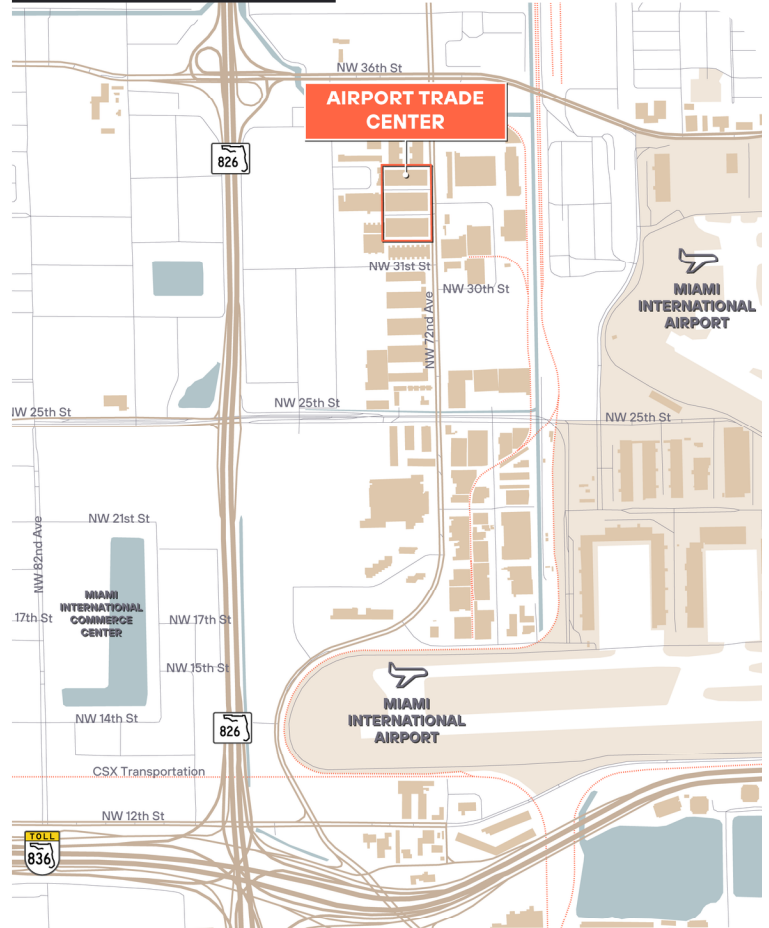 NW 36th St
AIRPORT TRADE
CENTER
826
NW 31st St
NW 30th St
MIAMI
INTERNATIONAL
AIRPORT
NW 72nd Ave
NW 25th St
NW 25th St
NW 25th St
NW 21st St
NW 82nd Ave
MIAMI
INTERNATIONAL
COMMERCE
CENTER
17th St
NW 17th St
NW 15th St
MIAMI
INTERNATIONAL
AIRPORT
NW 14th St
826
CSX Transportation
NW 12th St
TOLL
836